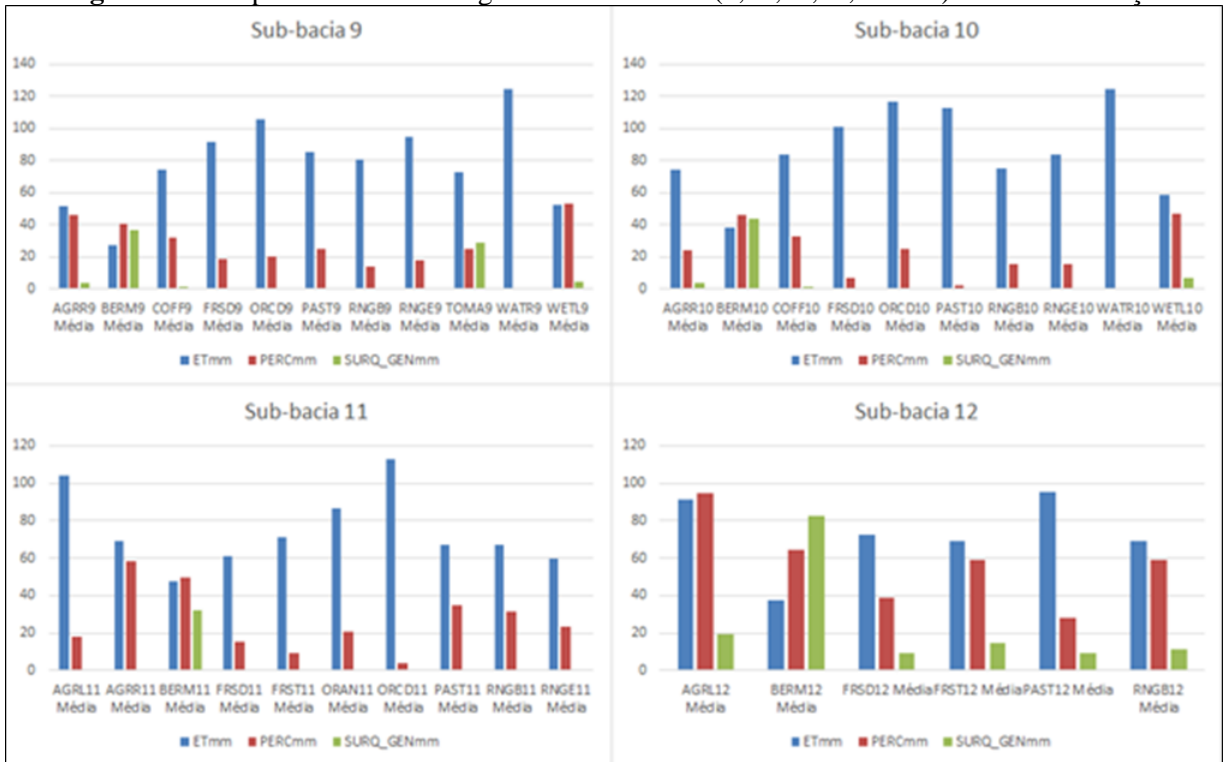 Sub-bacia 9
140
120
100
80
60
40
20
0
AGRR9 BERM9 COFF9 FRSD9 ORCD9 PAST9 RNGB9 RNGE9 TOMA9 WATR9 WETL9
Média Média Média Média Média Média Média Média Média Média Média
ETmm PERCmm SURQ_GENmm
Sub-bacia 10
140
120
100
80
60
40
20
0
AGRR10 BERM10 COFF10 FRSD10 ORCD10 PAST10 RNGB10 RNGE10 WATR10 WETL10
Média Média Média Média Média Média Média Média Média Média
ETmm PERCmm SURQ_GENmm
Sub-bacia 11
120
100
80
60
40
20
0
AGRL11 AGRR11 BERM11 FRSD11 FRST11 ORAN11 ORCD11 PAST11 RNGB11 RNGE11
Média Média Média Média Média Média Média Média Média Média
ETmm PERCmm SURQ_GENmm
Sub-bacia 12
120
100
80
60
40
20
0
AGRL12 BERM12 FRSD12 Média FRST12 Média PAST12 Média RNGB12
Média Média Média
ETmm PERCmm SURQ_GENmm